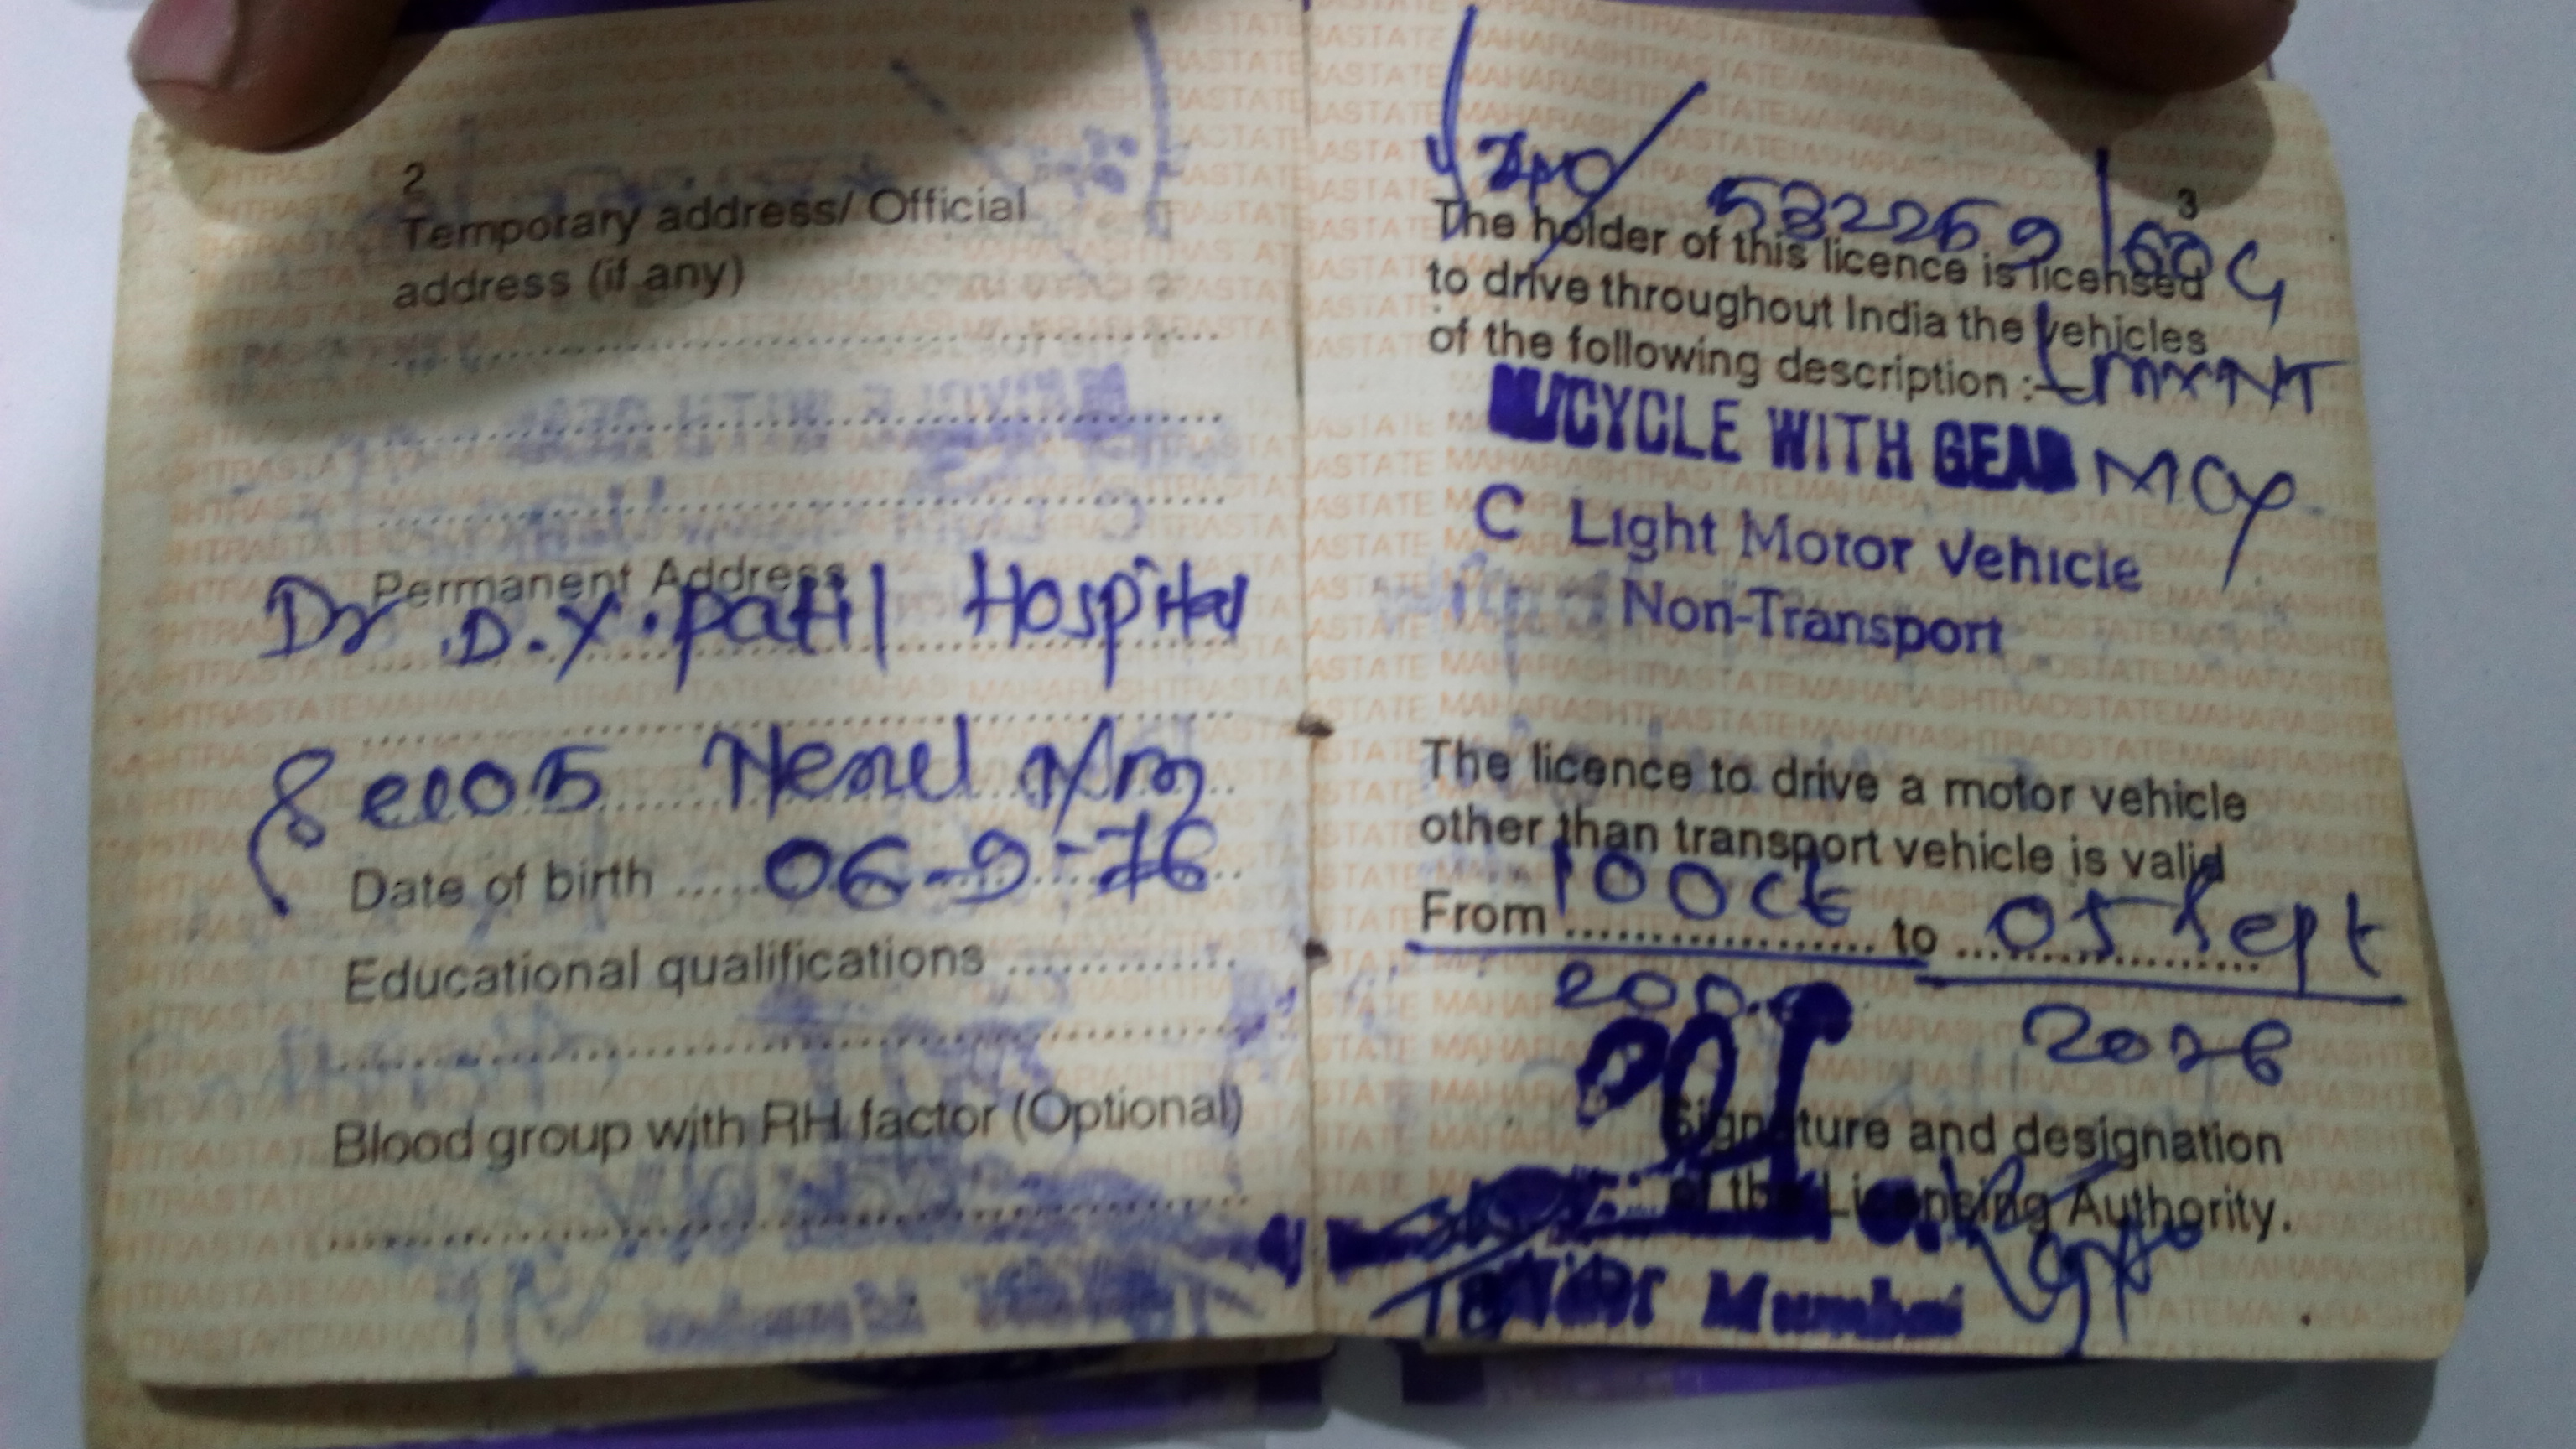 2
Temporary address/ Official
address (if any)
Permanent Address
Dr D.Y. Patil Hospital
Nerul N/M
Date of birth ..... 06-9-76
Educational qualifications .............
Blood group with RH factor (Optional)
3
The holder of this licence is licensed
to drive throughout India the vehicles
of the following description :-
CYCLE WITH GEAR MCY
C Light Motor Vehicle
Non-Transport
The licence to drive a motor vehicle
other than transport vehicle is valid
From 10 Oct to 05 Sept
2026
Signature and designation
of the Licensing Authority.
Mumbai